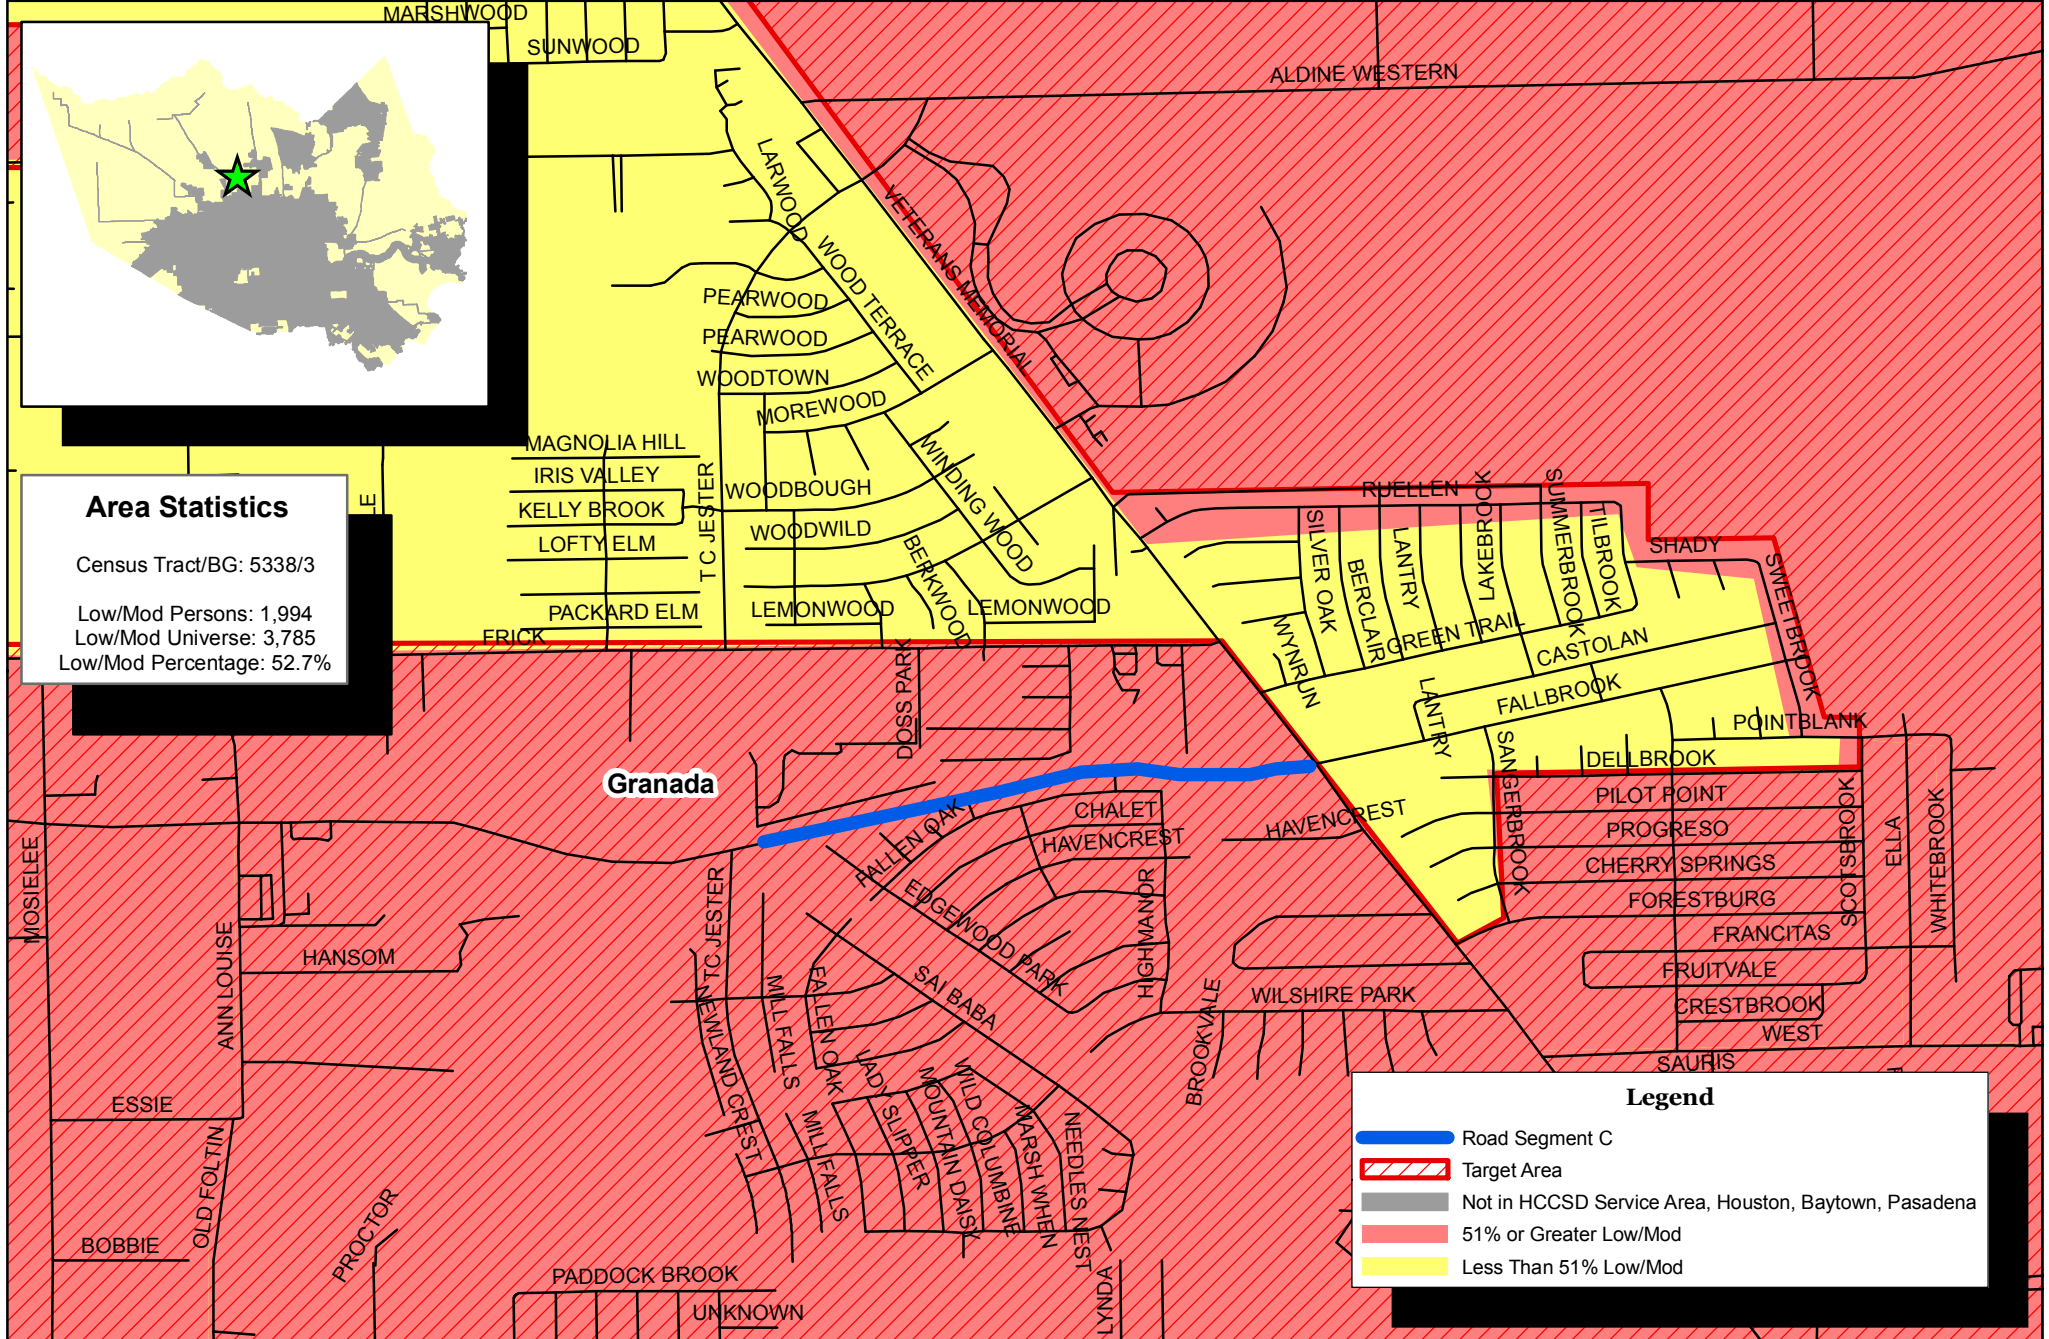 MARSHWOOD
SUNWOOD
ALDINE WESTERN
LARWOOD
VETERANS MEMORIAL
WOOD TERRACE
PEARWOOD
PEARWOOD
WOODTOWN
MOREWOOD
MAGNOLIA HILL
IRIS VALLEY
KELLY BROOK
LOFTY ELM
PACKARD ELM
FRICK
T C JESTER
WOODBOUGH
WINDING WOOD
WOODWILD
BERKWOOD
LEMONWOOD
LEMONWOOD
LE
Area Statistics
Census Tract/BG: 5338/3
Low/Mod Persons: 1,994
Low/Mod Universe: 3,785
Low/Mod Percentage: 52.7%
RUELLEN
SILVER OAK
BERCLAIR
LANTRY
LAKEBROOK
SUMMERBROOK
TILBROOK
SHADY
SWEETBROOK
WYNRUN
GREEN TRAIL
CASTOLAN
FALLBROOK
LANTRY
POINTBLANK
DELLBROOK
SANGERBROOK
PILOT POINT
PROGRESO
CHERRY SPRINGS
FORESTBURG
FRANCITAS
FRUITVALE
CRESTBROOK
WEST
SAURIS
SCOTSBROOK
ELLA
WHITEBROOK
DOSS PARK
Granada
FALLEN OAK
CHALET
HAVENCREST
HAVENCREST
EDGEWOOD PARK
HIGHMANOR
SAI BABA
BROOKVALE
WILSHIRE PARK
MOSIELEE
ANN LOUISE
HANSOM
N TC JESTER
NEWLAND CREST
MILL FALLS
FALLEN OAK
MILL FALLS
LADY SLIPPER
MOUNTAIN DAISY
WILD COLUMBINE
MARSH WHEN
NEEDLES NEST
LYNDA
ESSIE
OLD FOLTIN
BOBBIE
PROCTOR
PADDOCK BROOK
UNKNOWN
Legend
Road Segment C
Target Area
Not in HCCSD Service Area, Houston, Baytown, Pasadena
51% or Greater Low/Mod
Less Than 51% Low/Mod